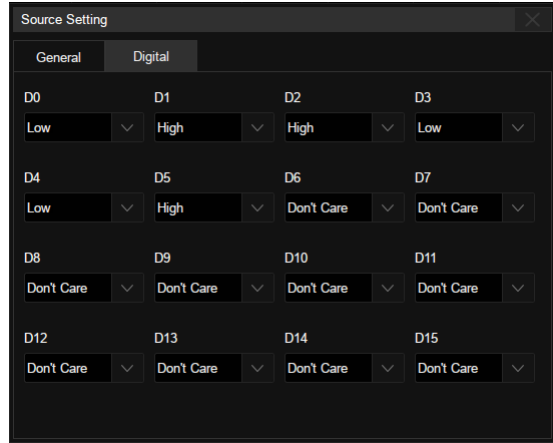 Source Setting
General Digital
D0 D1 D2 D3
Low High High Low
D4 D5 D6 D7
Low High Don't Care Don't Care
D8 D9 D10 D11
Don't Care Don't Care Don't Care Don't Care
D12 D13 D14 D15
Don't Care Don't Care Don't Care Don't Care